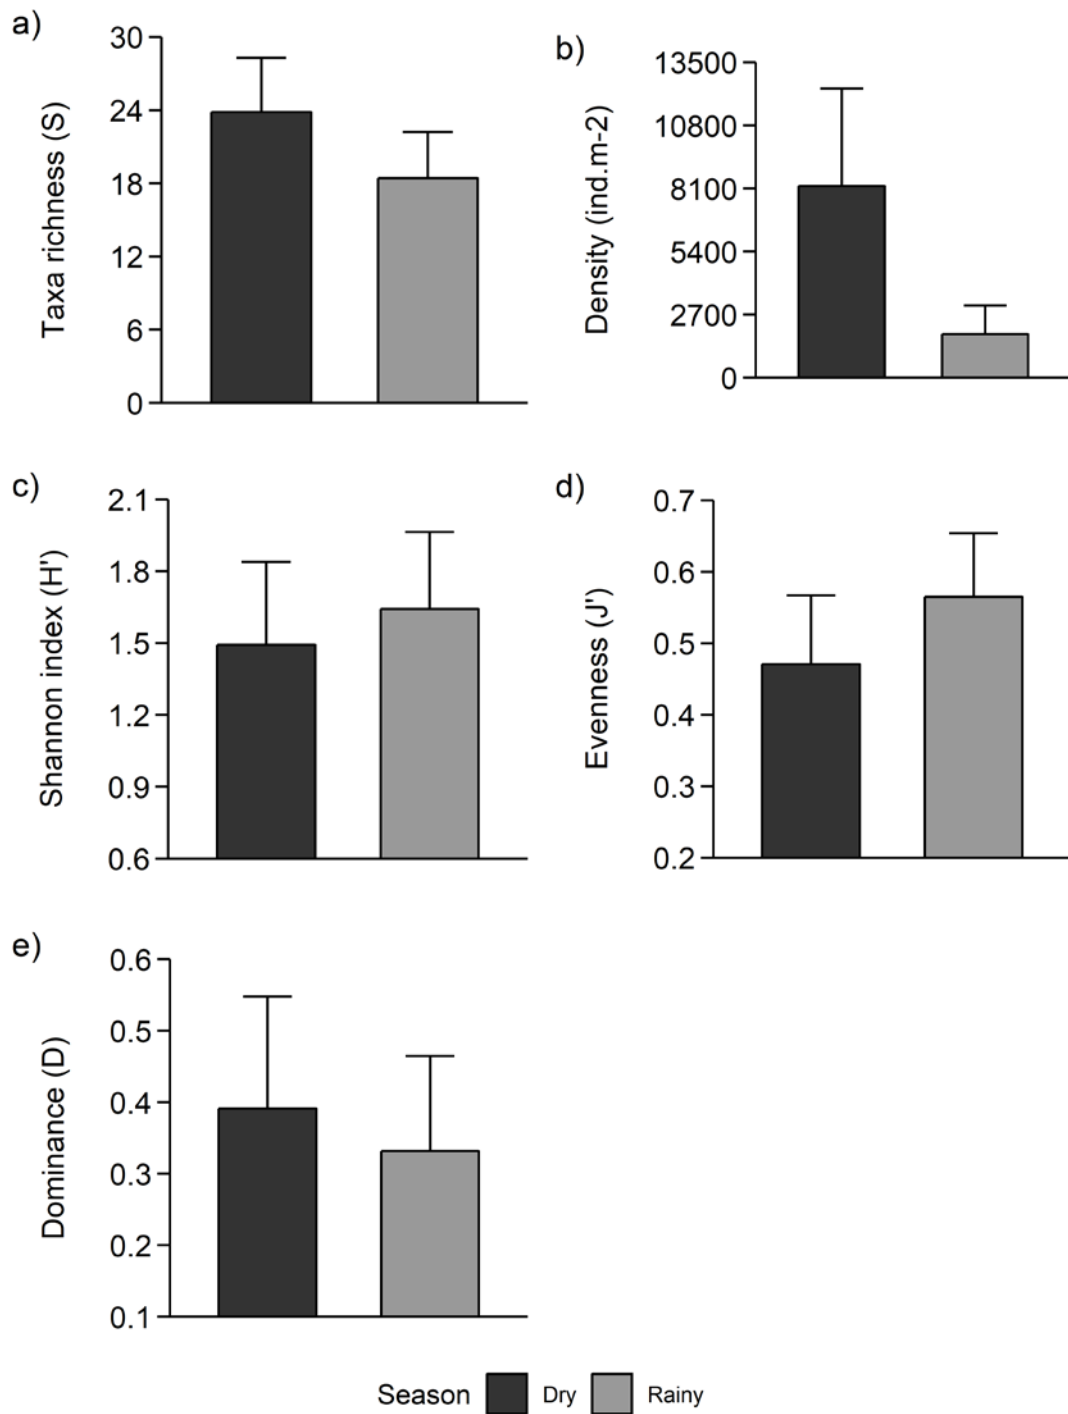 a)
Taxa richness (S)
30
24
18
12
6
0
b)
Density (ind.m-2)
13500
10800
8100
5400
2700
0
c)
Shannon index (H')
2.1
1.8
1.5
1.2
0.9
0.6
d)
Evenness (J')
0.7
0.6
0.5
0.4
0.3
0.2
e)
Dominance (D)
0.6
0.5
0.4
0.3
0.2
0.1
Season Dry Rainy